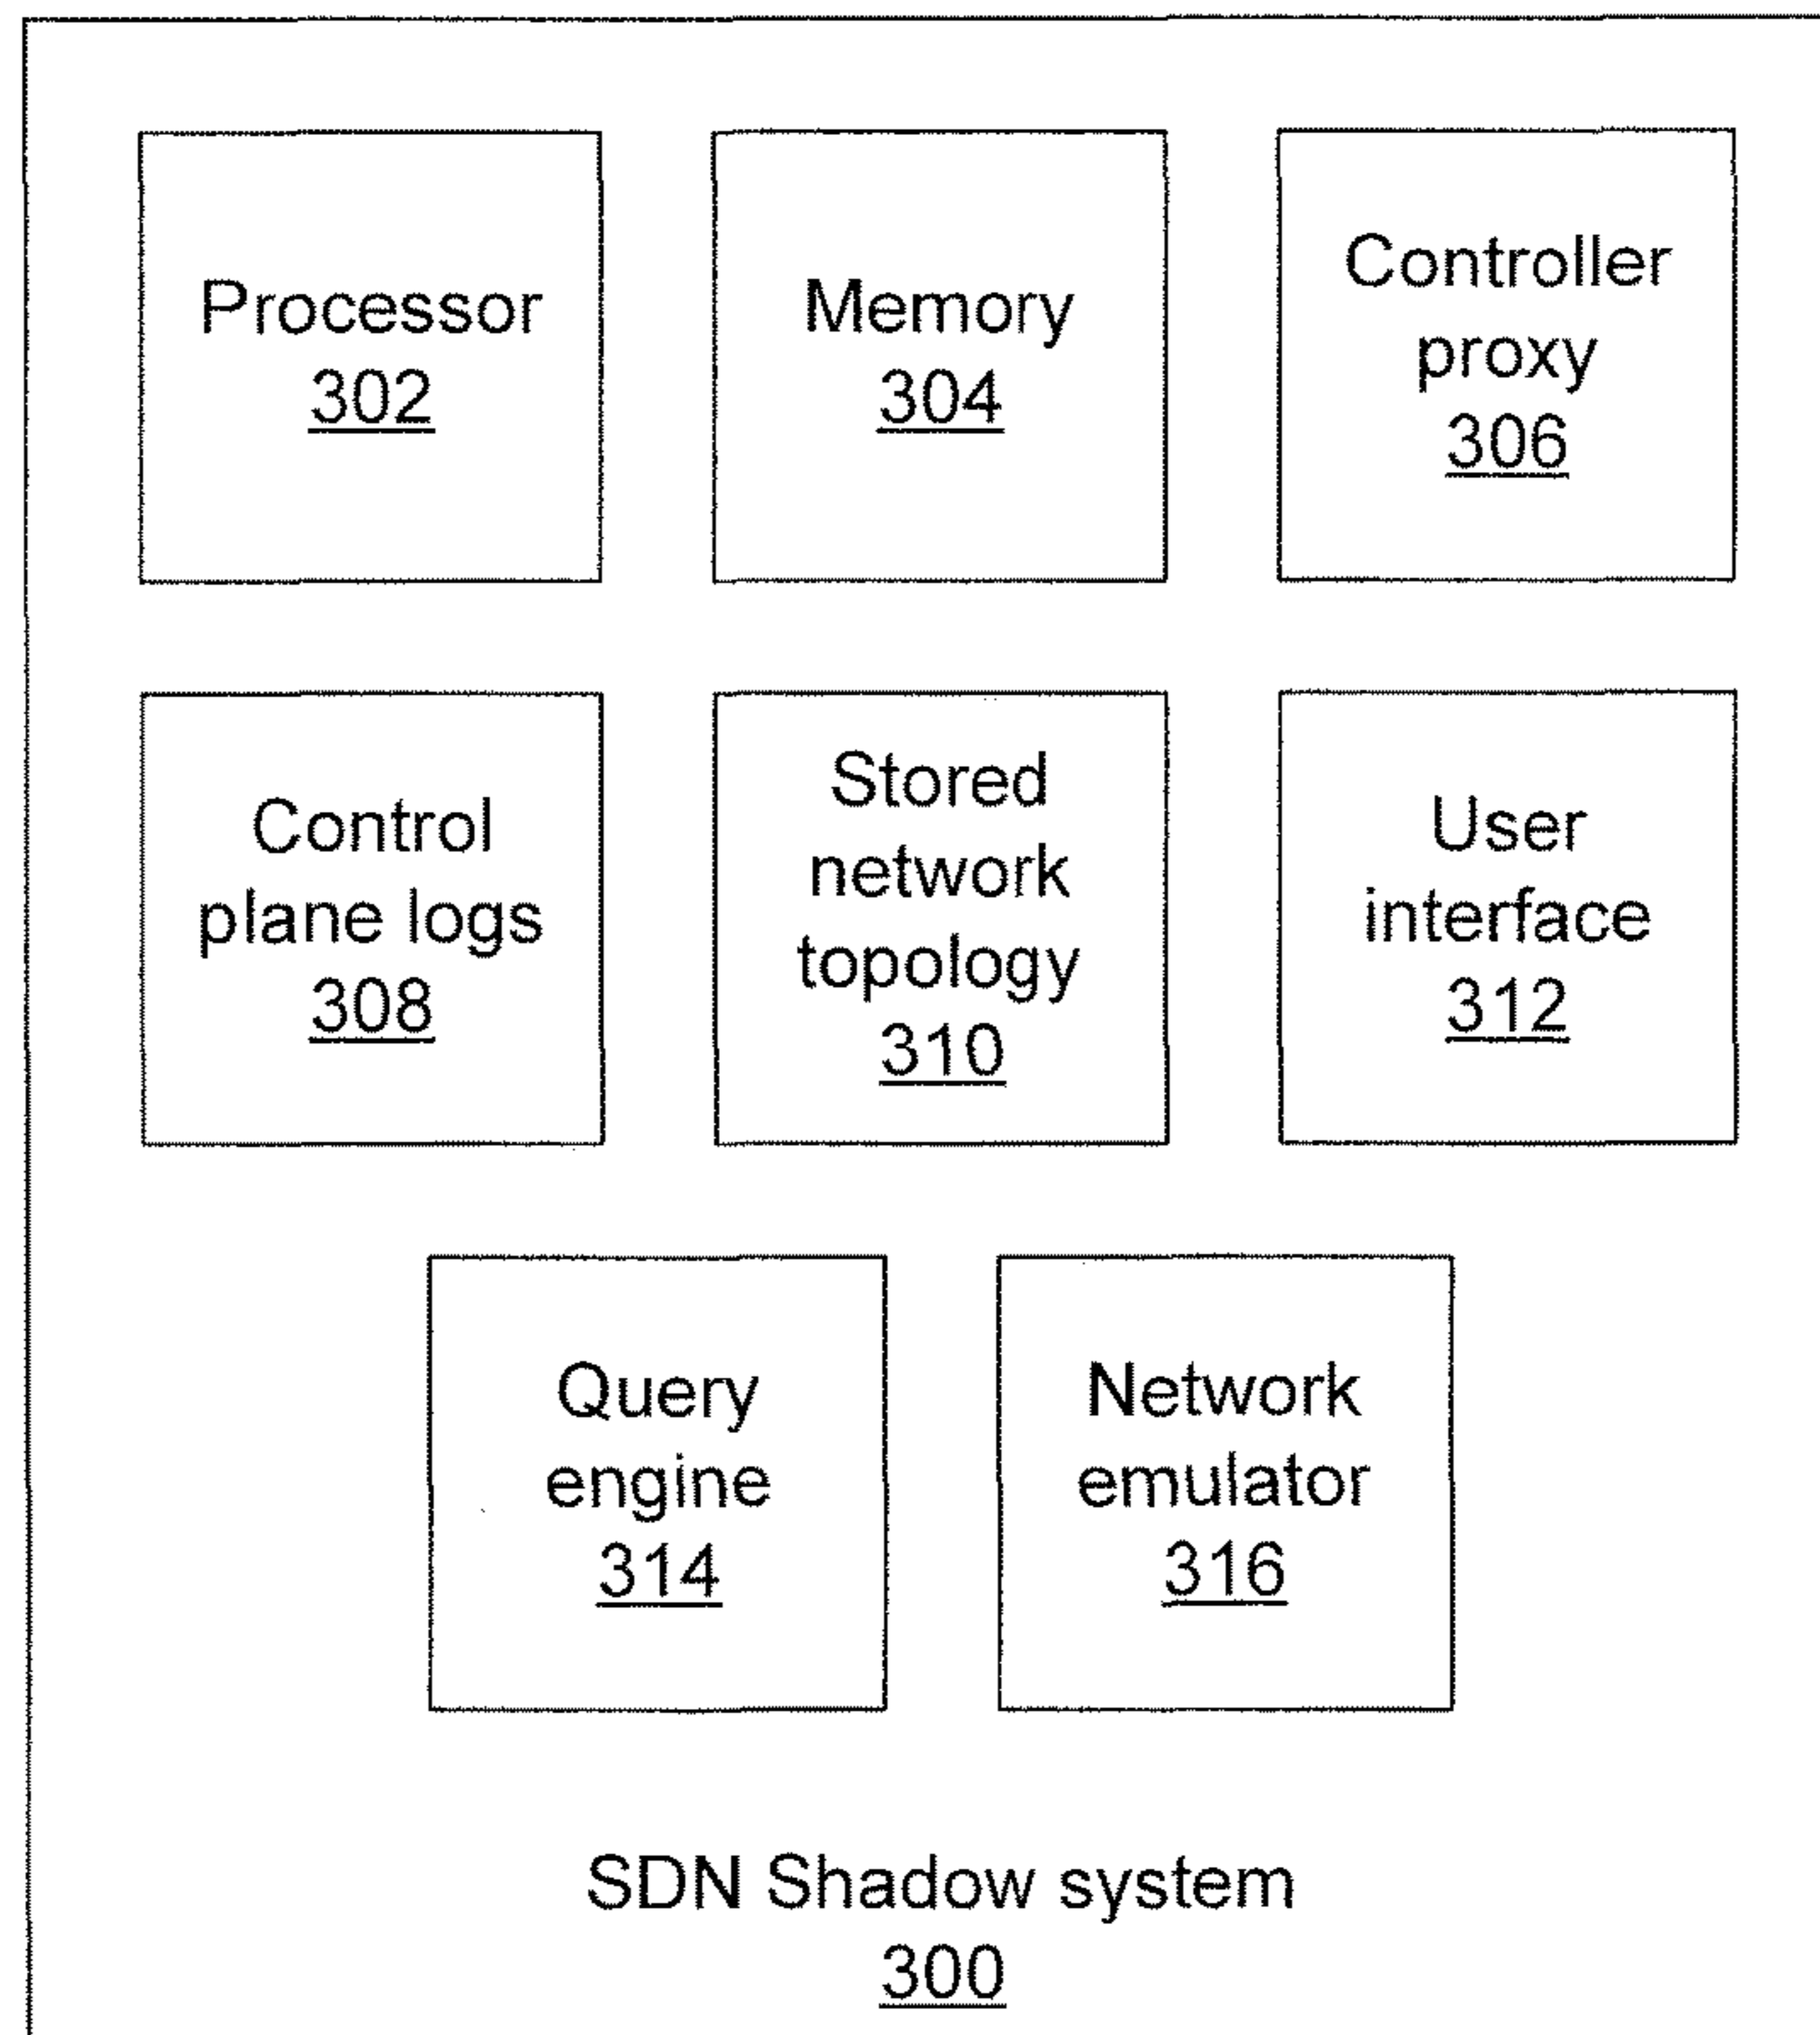 Processor
302
Memory
304
Controller
proxy
306
Control
plane logs
308
Stored
network
topology
310
User
interface
312
Query
engine
314
Network
emulator
316
SDN Shadow system
300